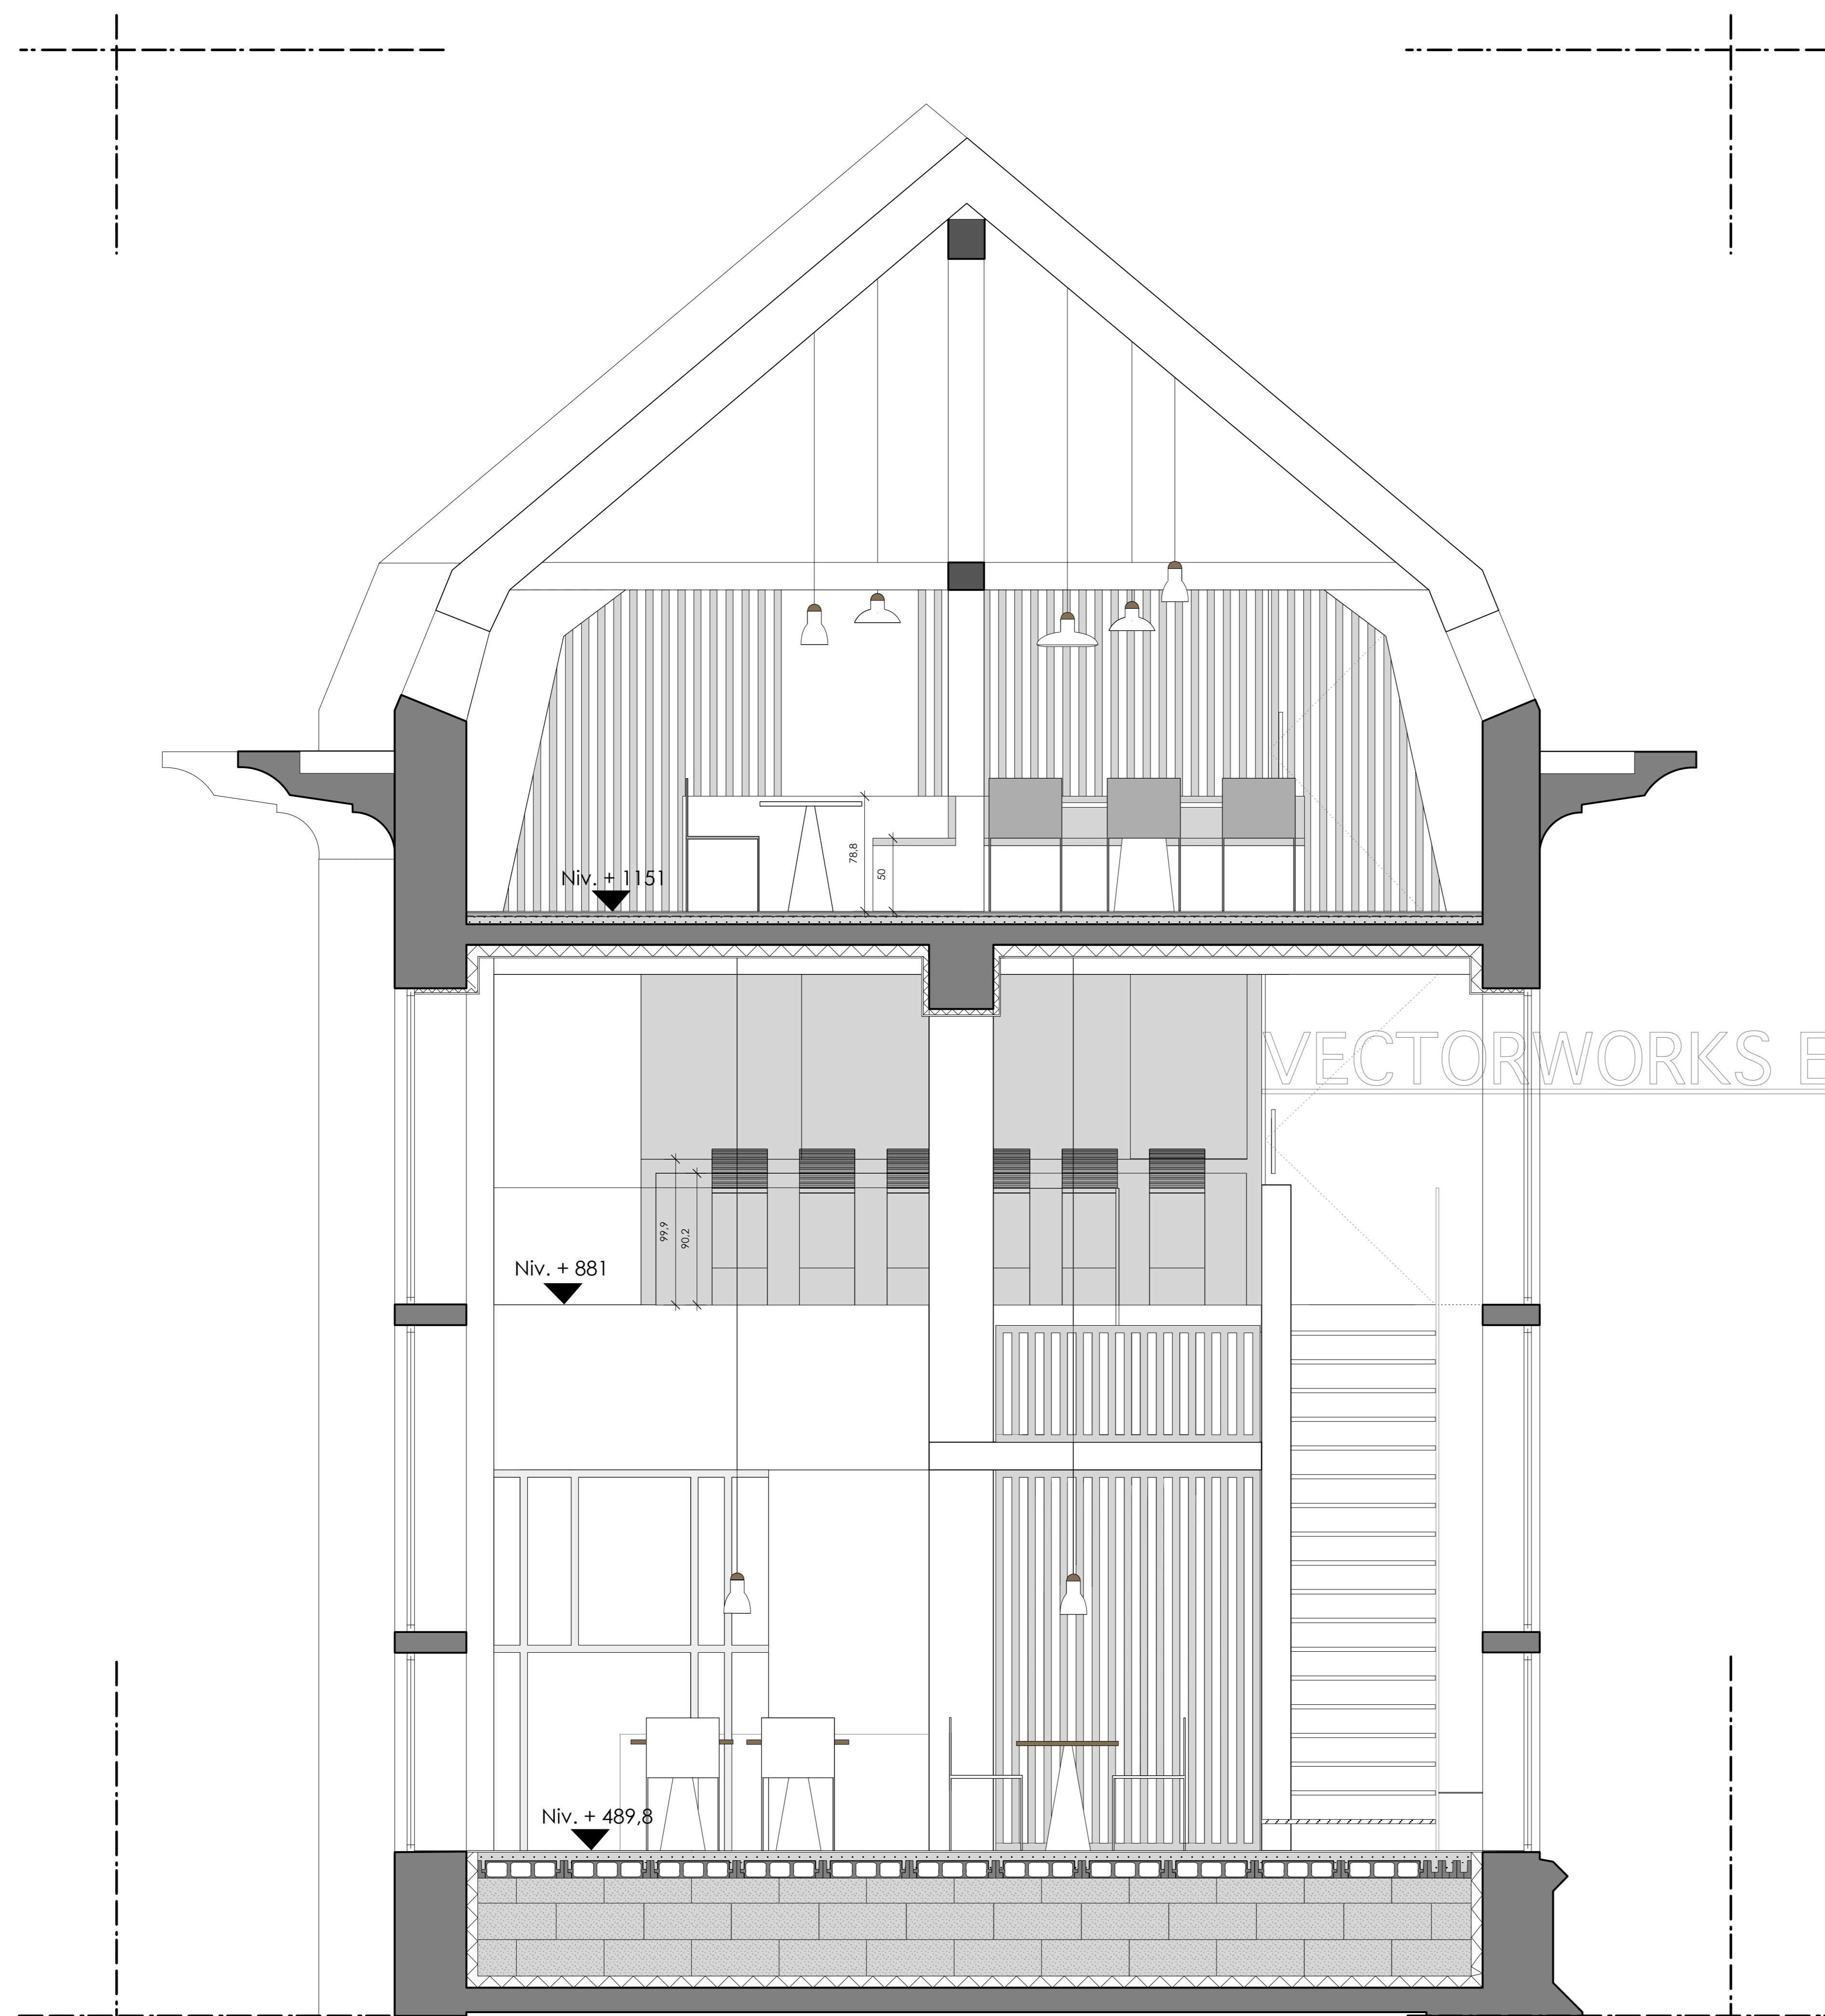 78.8
50
Niv. + 1151
VECTORWORKS E
99,9
90,2
Niv. + 881
Niv. + 489,8